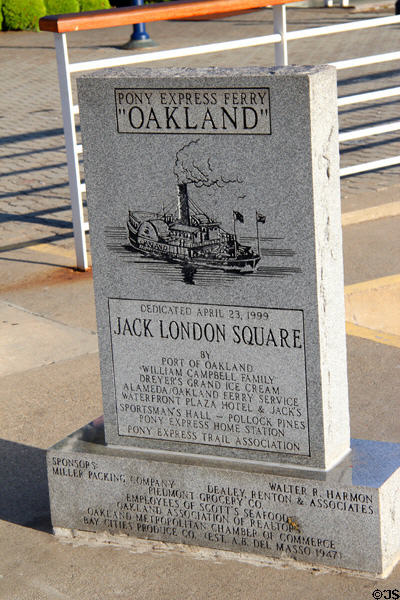 PONY EXPRESS FERRY
"OAKLAND"
OAKLAND
DEDICATED APRIL 23, 1999
JACK LONDON SQUARE
BY
PORT OF OAKLAND
WILLIAM CAMPBELL FAMILY
DREYER'S GRAND ICE CREAM
ALAMEDA/OAKLAND FERRY SERVICE
WATERFRONT PLAZA HOTEL & JACK'S
SPORTSMAN'S HALL - POLLOCK PINES
PONY EXPRESS HOME STATION
PONY EXPRESS TRAIL ASSOCIATION
SPONSORS:
WALTER R. HARMON
MILLER PACKING COMPANY
DEALEY, RENTON & ASSOCIATES
PIEDMONT GROCERY CO.
EMPLOYEES OF SCOTT'S SEAFOOD
OAKLAND ASSOCIATION OF REALTORS
OAKLAND METROPOLITAN CHAMBER OF COMMERCE
BAY CITIES PRODUCE CO. (EST. A.B. DEL MASSO 1947)
©JS